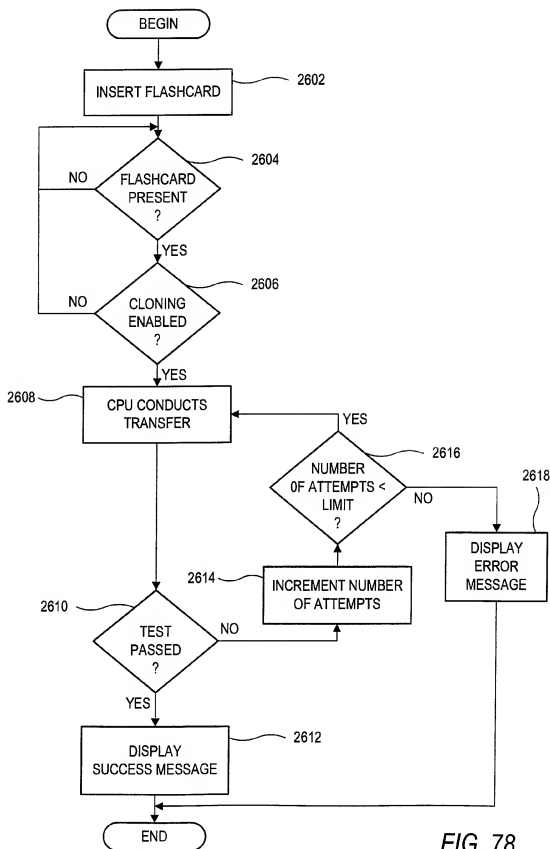 BEGIN
INSERT FLASHCARD
2602
2604
NO
FLASHCARD
PRESENT
?
YES
2606
NO
CLONING
ENABLED
?
YES
2608
CPU CONDUCTS
TRANSFER
YES
2616
NUMBER
OF ATTEMPTS <
LIMIT
?
NO
2618
DISPLAY
ERROR
MESSAGE
2614
INCREMENT NUMBER
OF ATTEMPTS
2610
TEST
PASSED
?
NO
YES
2612
DISPLAY
SUCCESS MESSAGE
END
FIG. 78